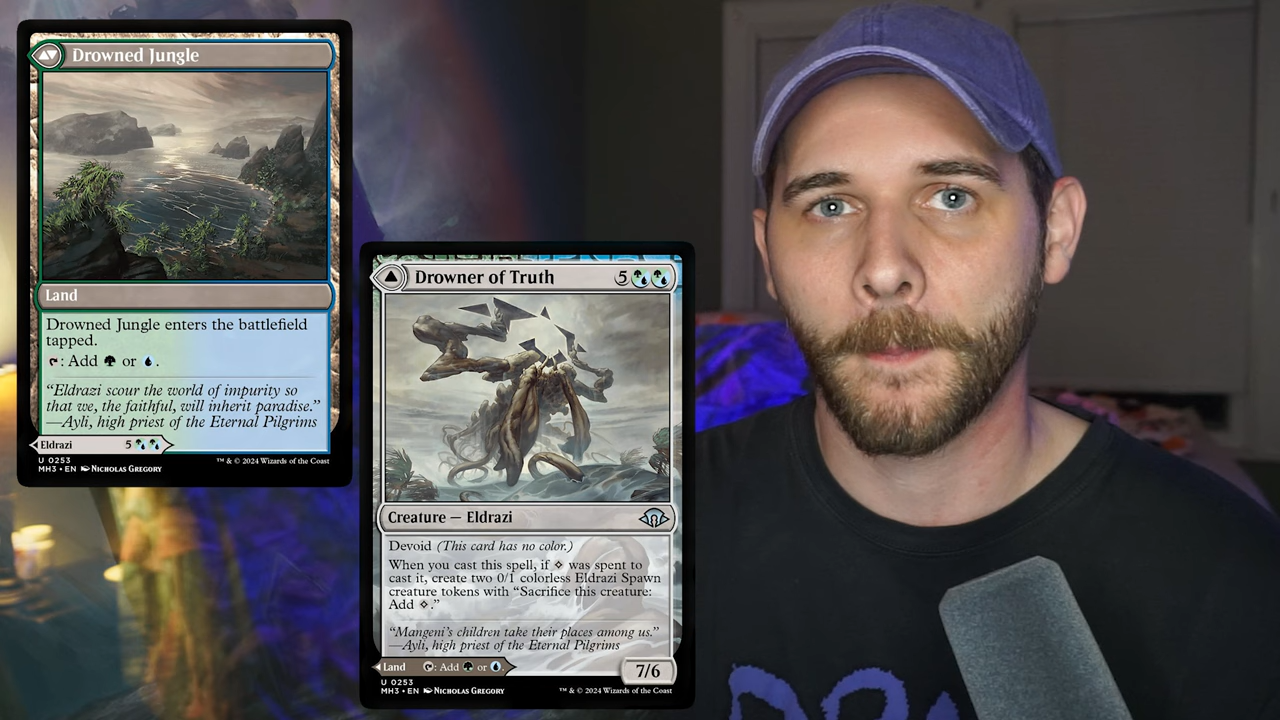 Drowned Jungle
Land
Drowned Jungle enters the battlefield
tapped.
: Add or .
“Eldrazi scour the world of impurity so
that we, the faithful, will inherit paradise.”
—Ayli, high priest of the Eternal Pilgrims
Eldrazi 5
U 0253
MH3 • EN Nicholas Gregory ™ & © 2024 Wizards of the Coast
Drowner of Truth 5
Creature — Eldrazi
Devoid (This card has no color.)
When you cast this spell, if was spent to
cast it, create two 0/1 colorless Eldrazi Spawn
creature tokens with “Sacrifice this creature:
Add .”
“Mangeni’s children take their places among us.”
—Ayli, high priest of the Eternal Pilgrims
Land : Add or .
7/6
U 0253
MH3 • EN Nicholas Gregory ™ & © 2024 Wizards of the Coast